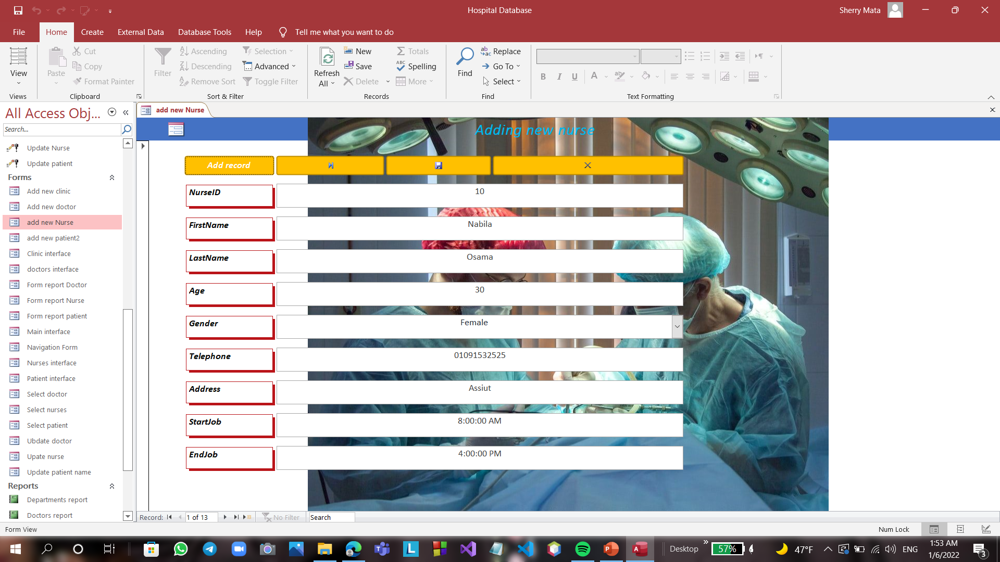 Hospital Database
Sherry Mata
File
Home
Create
External Data
Database Tools
Help
Tell me what you want to do
View
Views
Paste
Cut
Copy
Format Painter
Clipboard
Filter
Ascending
Descending
Remove Sort
Selection
Advanced
Toggle Filter
Sort & Filter
Refresh
All
New
Save
Delete
Totals
Spelling
More
Records
Find
Replace
Go To
Select
Find
B I U A
Text Formatting
All Access Obj...
Search...
Update Nurse
Update patient
Forms
Add new clinic
Add new doctor
add new Nurse
add new patient2
Clinic interface
doctors interface
Form report Doctor
Form report Nurse
Form report patient
Main interface
Navigation Form
Nurses interface
Patient interface
Select doctor
Select nurses
Select patient
Ubdate doctor
Upate nurse
Update patient name
Reports
Departments report
Doctors report
add new Nurse
Adding new nurse
Add record
NurseID
10
FirstName
Nabila
LastName
Osama
Age
30
Gender
Female
Telephone
01091532525
Address
Assiut
StartJob
8:00:00 AM
EndJob
4:00:00 PM
Record:
1 of 13
No Filter
Search
Form View
Num Lock
Desktop
57%
47°F
ENG
1:53 AM
1/6/2022
3